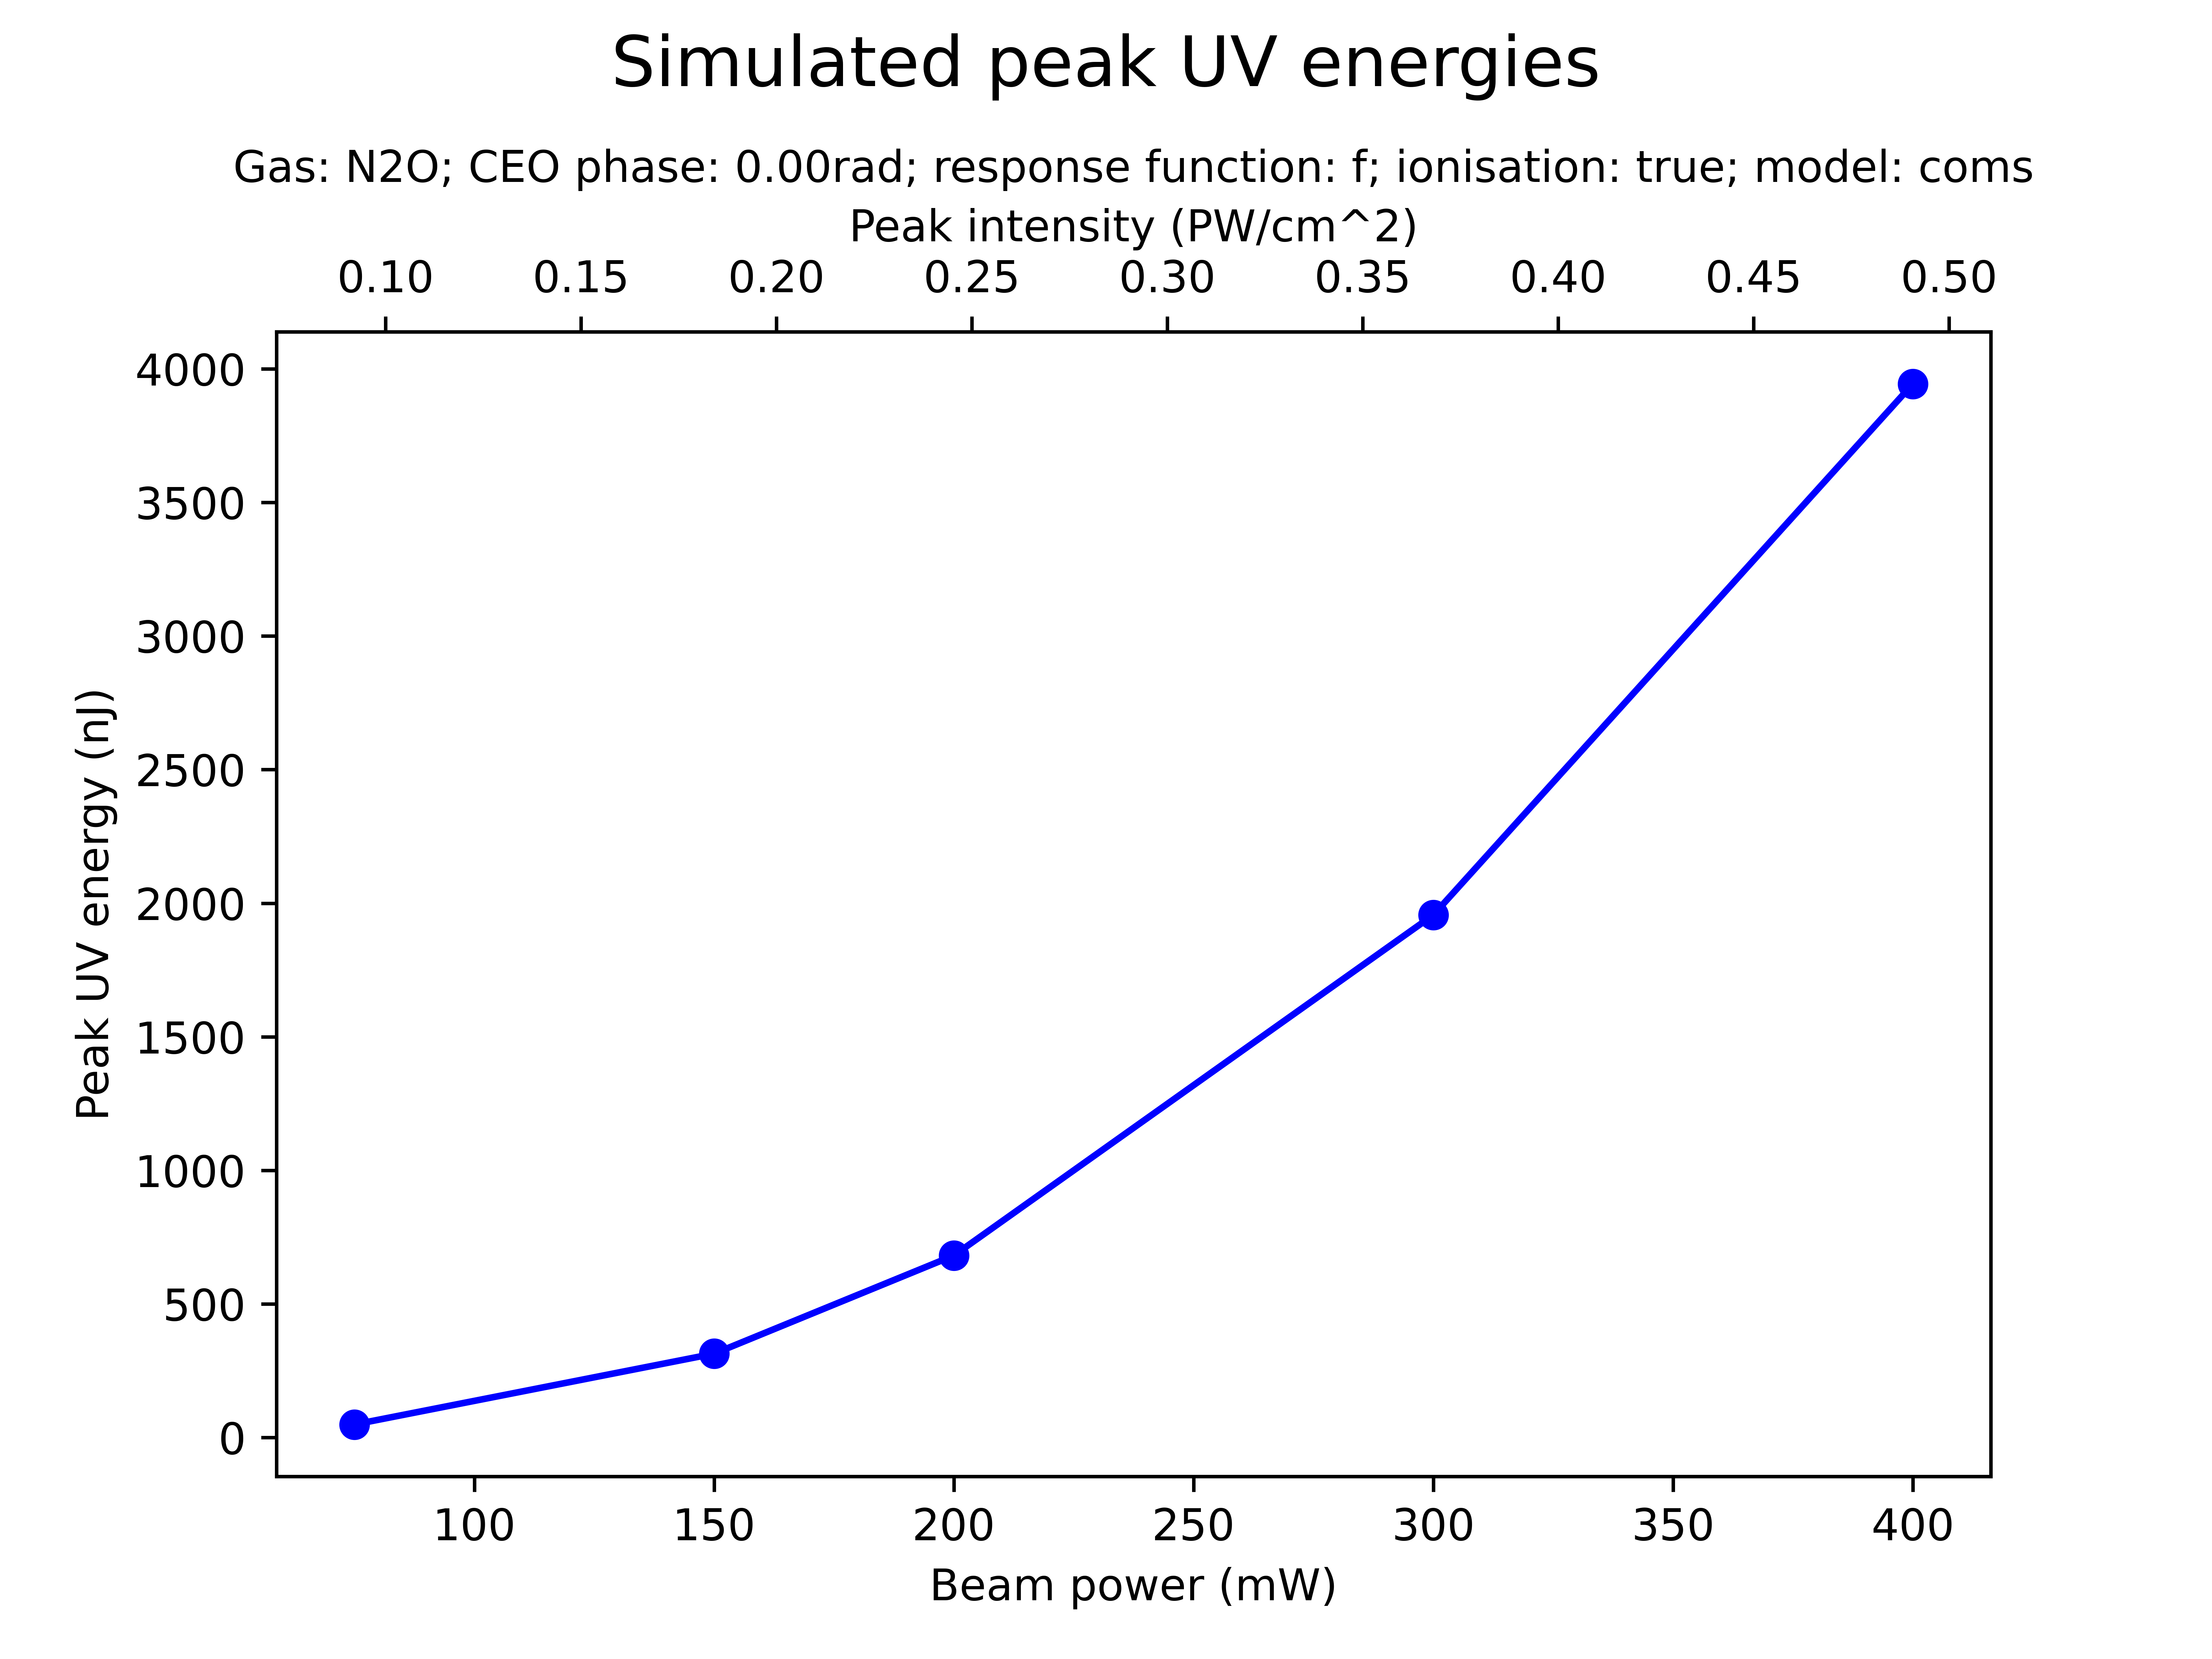 Simulated peak UV energies
Gas: N2O; CEO phase: 0.00rad; response function: f; ionisation: true; model: coms
Peak intensity (PW/cm^2)
0.10 0.15 0.20 0.25 0.30 0.35 0.40 0.45 0.50
4000
3500
3000
2500
2000
1500
1000
500
0
Peak UV energy (nJ)
100 150 200 250 300 350 400
Beam power (mW)